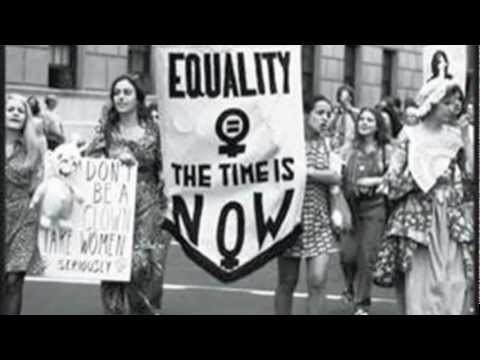 EQUALITY
THE TIME IS
NOW
DON'T
BE A
CLOWN
TAKE WOMEN
SERIOUSLY